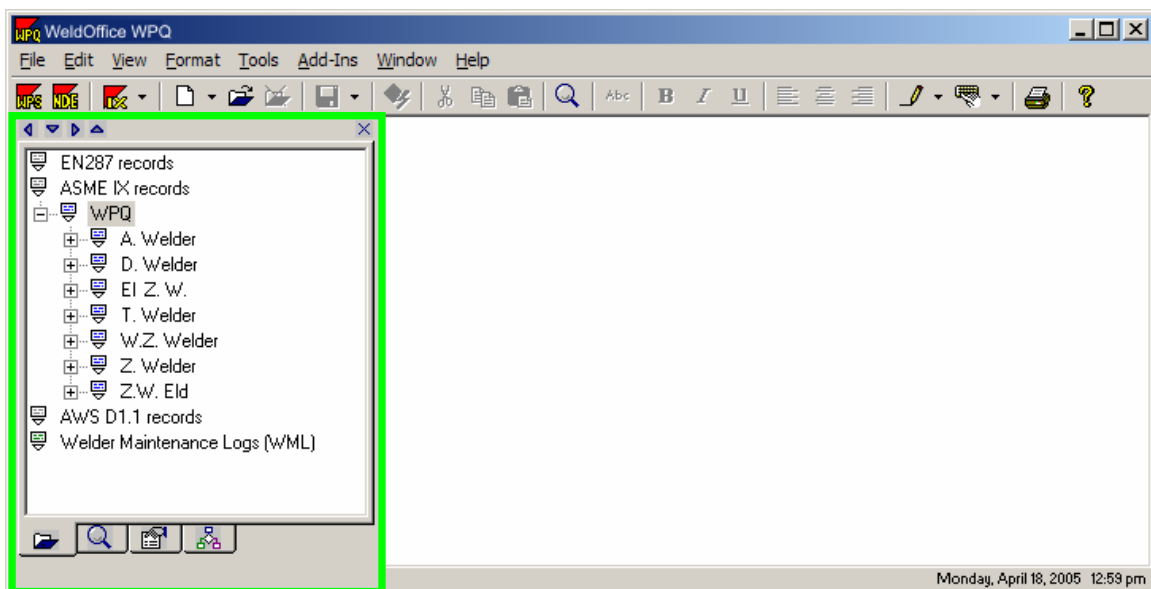 WPQ WeldOffice WPQ
File Edit View Format Tools Add-Ins Window Help
WPS NDE Abc B I U ?
EN287 records
ASME IX records
WPQ
A. Welder
D. Welder
El Z. W.
T. Welder
W.Z. Welder
Z. Welder
Z.W. Eld
AWS D1.1 records
Welder Maintenance Logs (WML)
Monday, April 18, 2005 12:59 pm